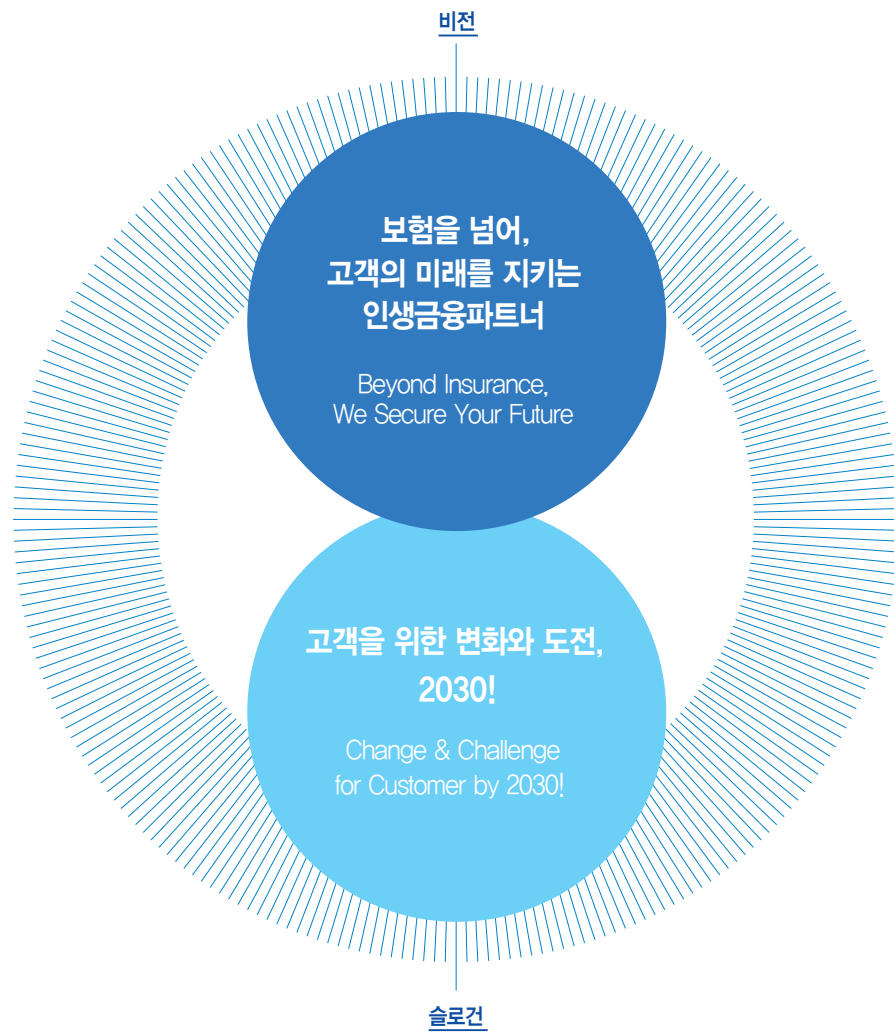 비전
보험을 넘어,
고객의 미래를 지키는
인생금융파트너
Beyond Insurance,
We Secure Your Future
고객을 위한 변화와 도전,
2030!
Change & Challenge
for Customer by 2030!
슬로건